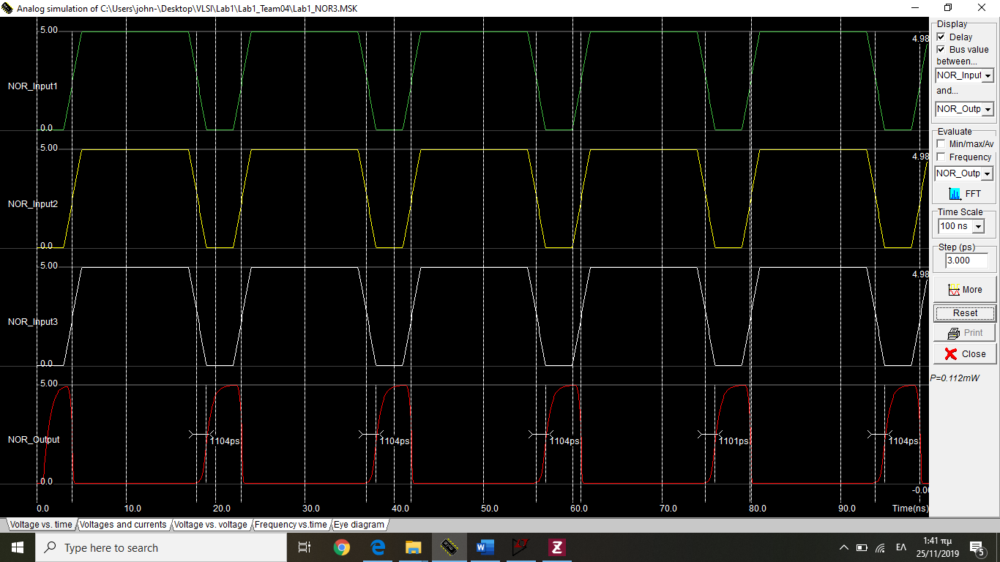 Analog simulation of C:\Users\john-\Desktop\VLSI\Lab1\Lab1_Team04\Lab1_NOR3.MSK
5.00
4.98
NOR_Input1
0.0
5.00
4.98
NOR_Input2
0.0
5.00
4.98
NOR_Input3
0.0
5.00
NOR_Output
1104ps
1104ps
1104ps
1101ps
1104ps
0.0
-0.00
0.0
10.0
20.0
30.0
40.0
50.0
60.0
70.0
80.0
90.0
Time(ns)
Display
Delay
Bus value
between...
NOR_Input
and...
NOR_Outp
Evaluate
Min/max/Av
Frequency
NOR_Outp
FFT
Time Scale
100 ns
Step (ps)
3.000
More
Reset
Print
Close
P=0.112mW
Voltage vs. time
Voltages and currents
Voltage vs. voltage
Frequency vs.time
Eye diagram
Type here to search
ΕΛ
1:41 πμ
25/11/2019
5